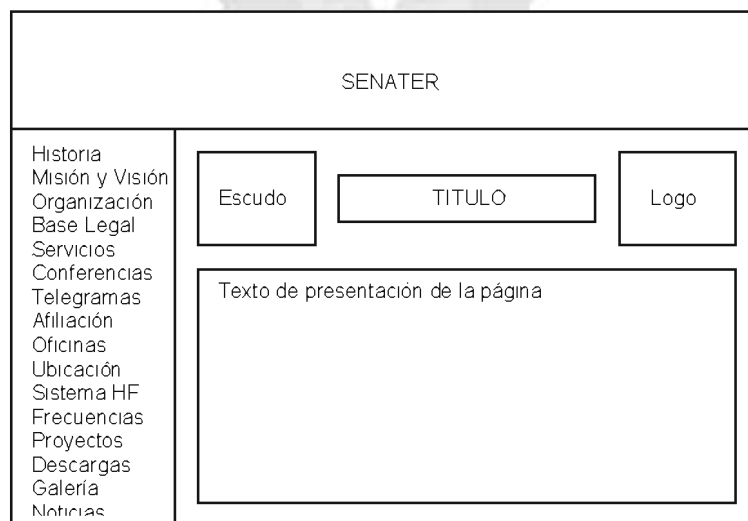 SENATER
Historia
Misión y Visión
Organización
Base Legal
Servicios
Conferencias
Telegramas
Afiliación
Oficinas
Ubicación
Sistema HF
Frecuencias
Proyectos
Descargas
Galería
Noticias
Escudo
TITULO
Logo
Texto de presentación de la página